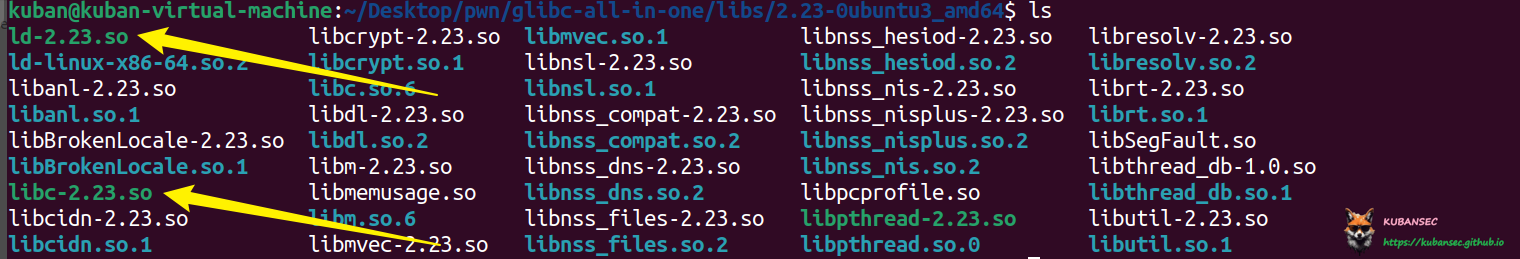 kuban@kuban-virtual-machine:~/Desktop/pwn/glibc-all-in-one/libs/2.23-0ubuntu3_amd64$ ls
ld-2.23.so libcrypt-2.23.so libmvec.so.1 libnss_hesiod-2.23.so libresolv-2.23.so
ld-linux-x86-64.so.2 libcrypt.so.1 libnsl-2.23.so libnss_hesiod.so.2 libresolv.so.2
libanl-2.23.so libc.so.6 libnsl.so.1 libnss_nis-2.23.so librt-2.23.so
libanl.so.1 libdl-2.23.so libnss_compat-2.23.so libnss_nisplus-2.23.so librt.so.1
libBrokenLocale-2.23.so libdl.so.2 libnss_compat.so.2 libnss_nisplus.so.2 libSegFault.so
libBrokenLocale.so.1 libm-2.23.so libnss_dns-2.23.so libnss_nis.so.2 libthread_db-1.0.so
libc-2.23.so libmemusage.so libnss_dns.so.2 libpcprofile.so libthread_db.so.1
libcidn-2.23.so libm.so.6 libnss_files-2.23.so libpthread-2.23.so libutil-2.23.so
libcidn.so.1 libmvec-2.23.so libnss_files.so.2 libpthread.so.0 libutil.so.1
KUBANSEC
https://kubansec.github.io